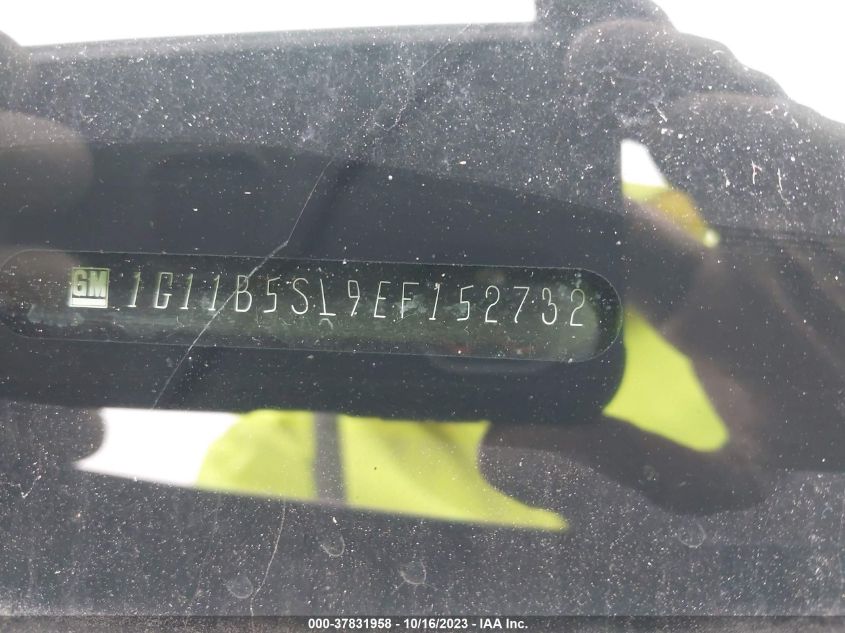 GM 1G11B5SL9EF152732
000-37831958 - 10/16/2023 - IAA Inc.